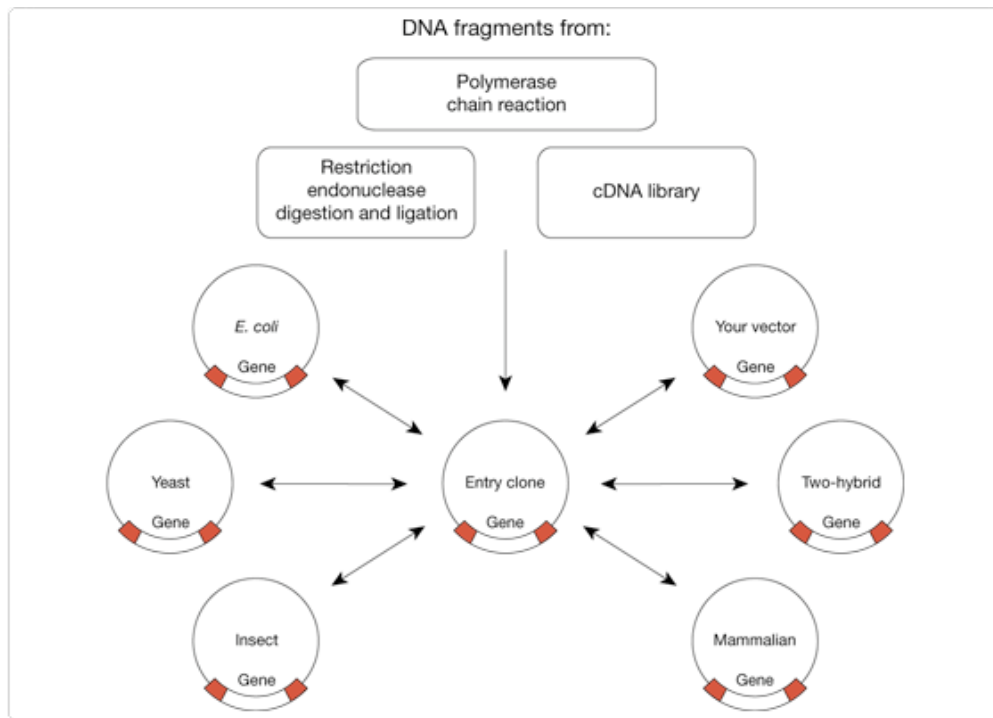 DNA fragments from:
Polymerase
chain reaction
Restriction
endonuclease
digestion and ligation
cDNA library
E. coli
Gene
Your vector
Gene
Yeast
Gene
Entry clone
Gene
Two-hybrid
Gene
Insect
Gene
Mammalian
Gene